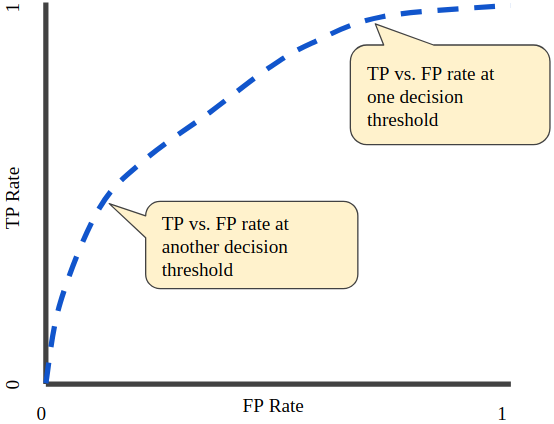 1
TP vs. FP rate at
one decision
threshold
TP Rate
TP vs. FP rate at
another decision
threshold
0
0
FP Rate
1